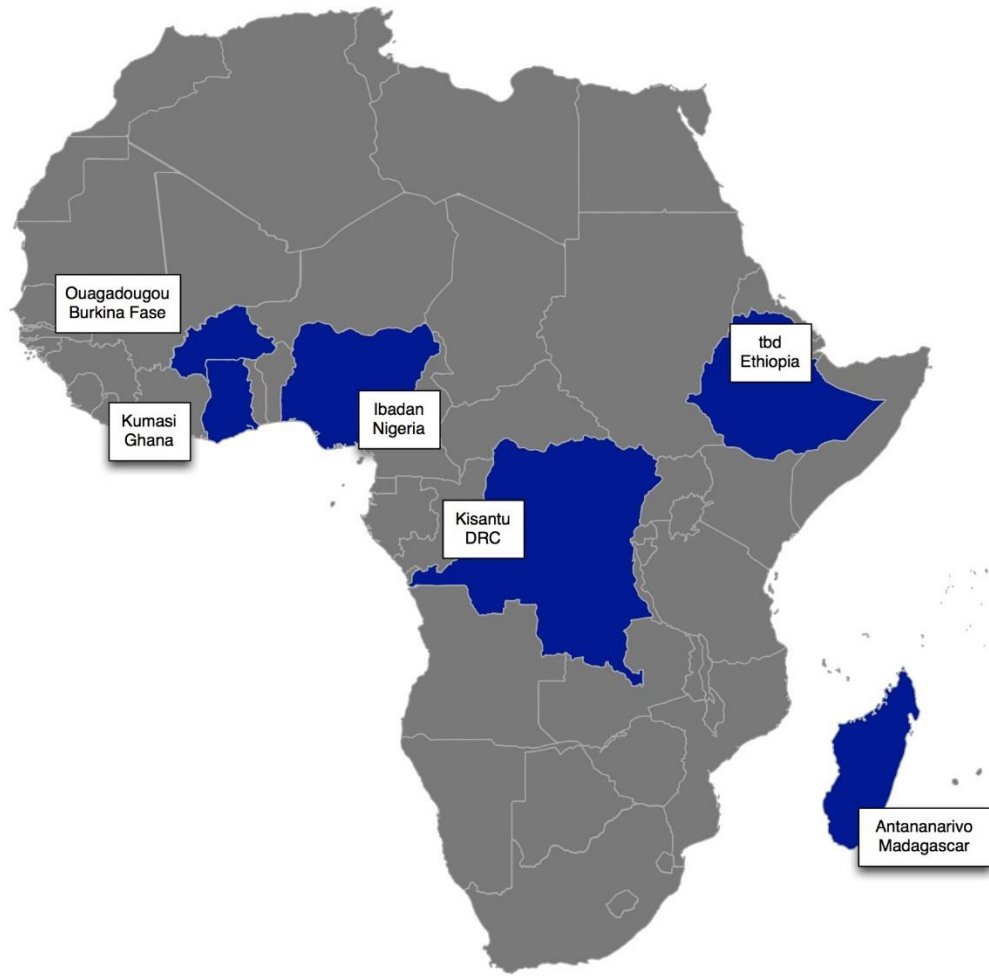 Ouagadougou
Burkina Fase
Kumasi
Ghana
Ibadan
Nigeria
tbd
Ethiopia
Kisantu
DRC
Antananarivo
Madagascar